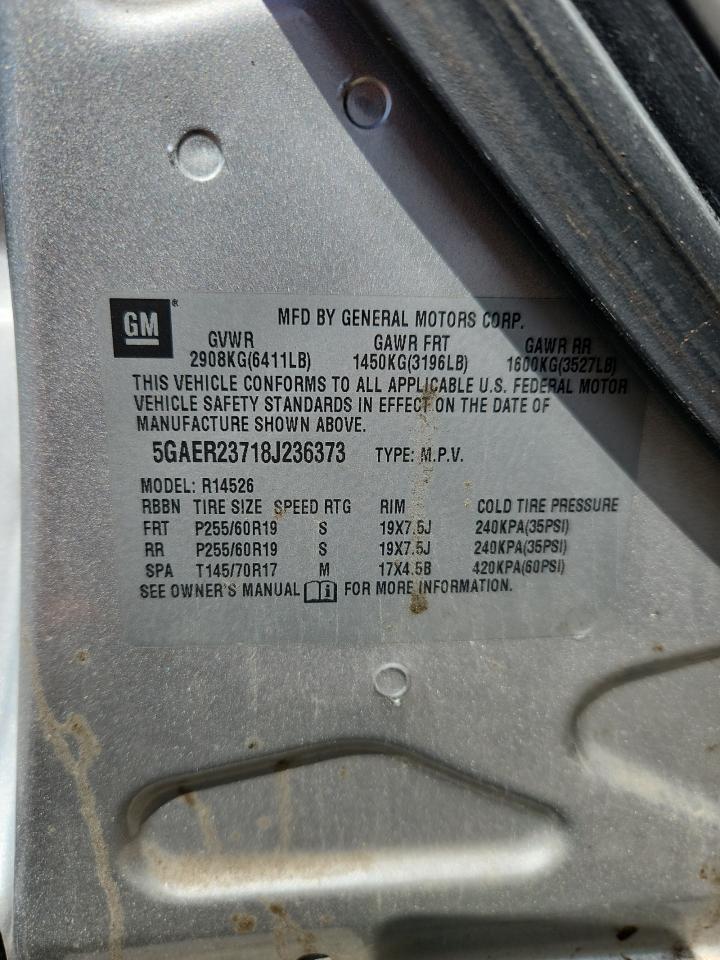 GM® MFD BY GENERAL MOTORS CORP.
GVWR GAWR FRT GAWR RR
2908KG(6411LB) 1450KG(3196LB) 1600KG(3527LB)
THIS VEHICLE CONFORMS TO ALL APPLICABLE U.S. FEDERAL MOTOR
VEHICLE SAFETY STANDARDS IN EFFECT ON THE DATE OF
MANUFACTURE SHOWN ABOVE.
5GAER23718J236373 TYPE: M.P.V.
MODEL: R14526
RBBN TIRE SIZE SPEED RTG RIM COLD TIRE PRESSURE
FRT P255/60R19 S 19X7.5J 240KPA(35PSI)
RR P255/60R19 S 19X7.5J 240KPA(35PSI)
SPA T145/70R17 M 17X4.5B 420KPA(60PSI)
SEE OWNER'S MANUAL i FOR MORE INFORMATION.